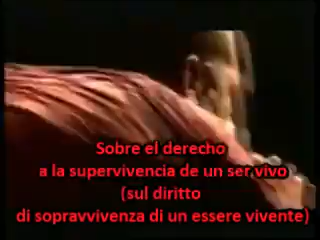 Sobre el derecho
a la supervivencia de un ser vivo
(sul diritto
di sopravvivenza di un essere vivente)